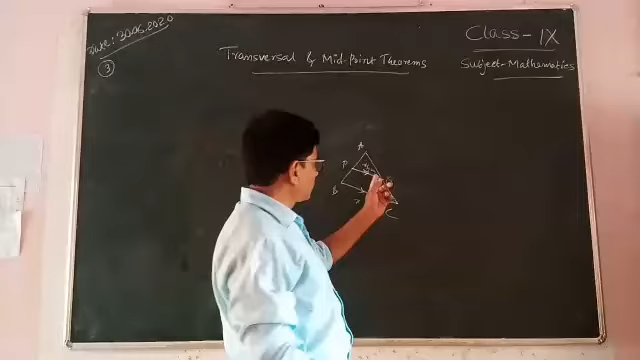 Date: 30.06.2020
Class - IX
Transversal & Mid-Point Theorems
Subject-Mathematics
3
A
P
B
C